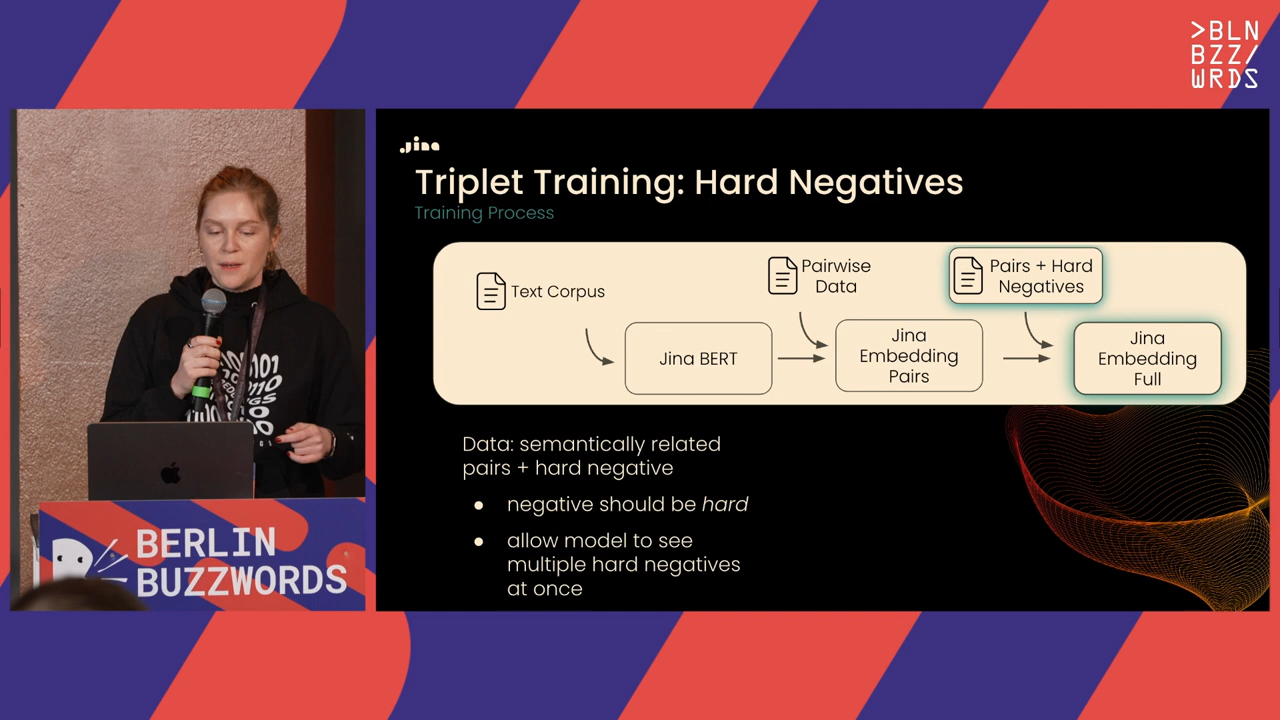 >BLN
BZZ/
WRDS
Jina
Triplet Training: Hard Negatives
Training Process
Text Corpus
Pairwise
Data
Pairs + Hard
Negatives
Jina BERT
Jina
Embedding
Pairs
Jina
Embedding
Full
Data: semantically related
pairs + hard negative
● negative should be hard
● allow model to see
multiple hard negatives
at once
BERLIN
BUZZWORDS